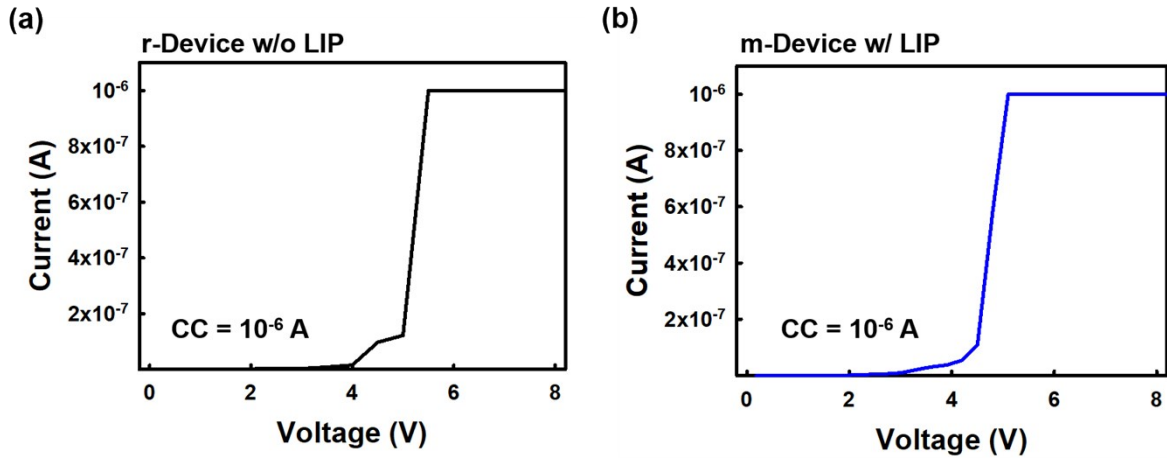 (a)
r-Device w/o LIP
10⁻⁶
8x10⁻⁷
6x10⁻⁷
4x10⁻⁷
2x10⁻⁷
Current (A)
CC = 10⁻⁶ A
0 2 4 6 8
Voltage (V)
(b)
m-Device w/ LIP
10⁻⁶
8x10⁻⁷
6x10⁻⁷
4x10⁻⁷
2x10⁻⁷
Current (A)
CC = 10⁻⁶ A
0 2 4 6 8
Voltage (V)